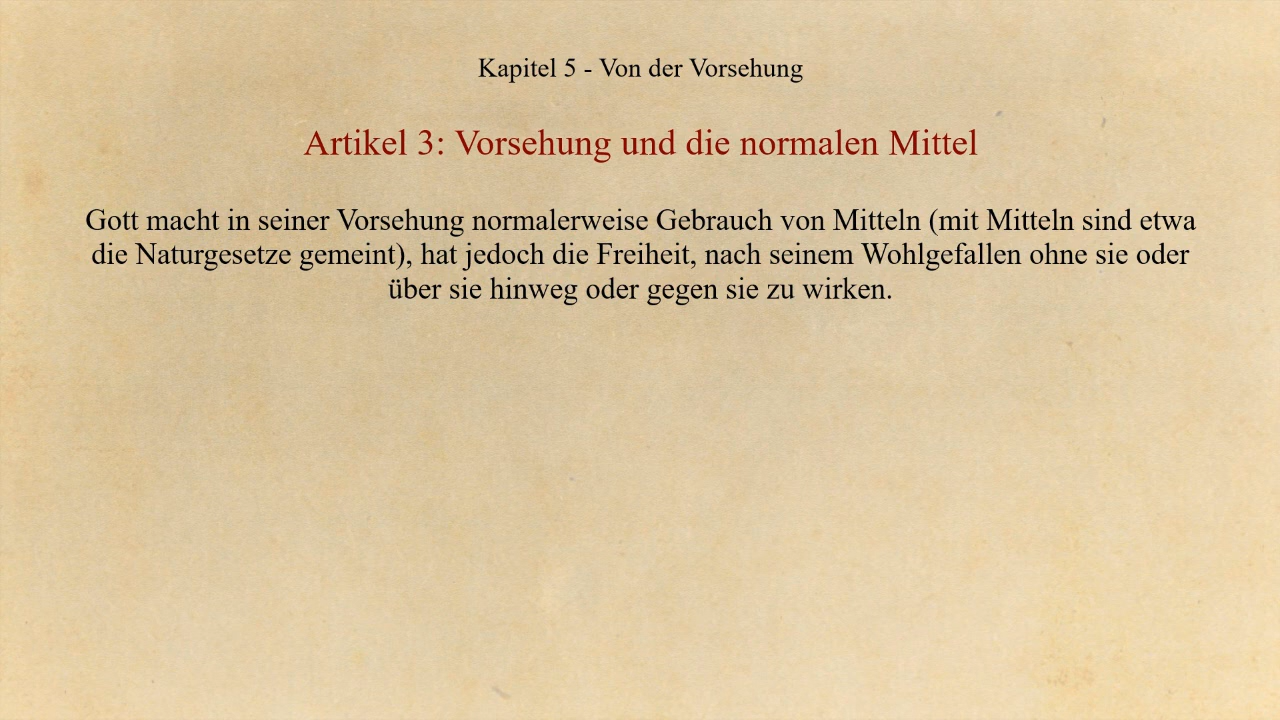 Kapitel 5 - Von der Vorsehung
Artikel 3: Vorsehung und die normalen Mittel
Gott macht in seiner Vorsehung normalerweise Gebrauch von Mitteln (mit Mitteln sind etwa
die Naturgesetze gemeint), hat jedoch die Freiheit, nach seinem Wohlgefallen ohne sie oder
über sie hinweg oder gegen sie zu wirken.